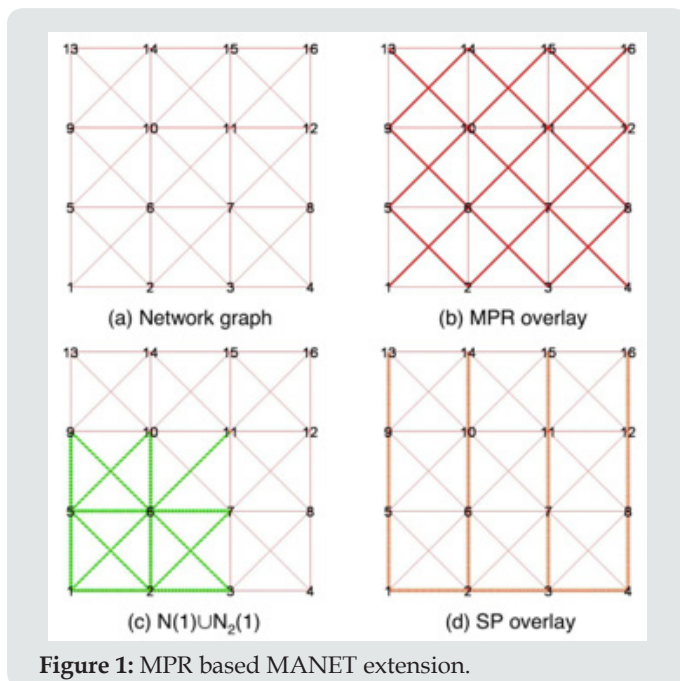 13 14 15 16 13 14 15 16
9 10 11 12 9 10 11 12
5 6 7 8 5 6 7 8
1 2 3 4 1 2 3 4
(a) Network graph (b) MPR overlay
13 14 15 16 13 14 15 16
9 10 11 12 9 10 11 12
5 6 7 8 5 6 7 8
1 2 3 4 1 2 3 4
(c) N(1)∪N₂(1) (d) SP overlay
Figure 1: MPR based MANET extension.